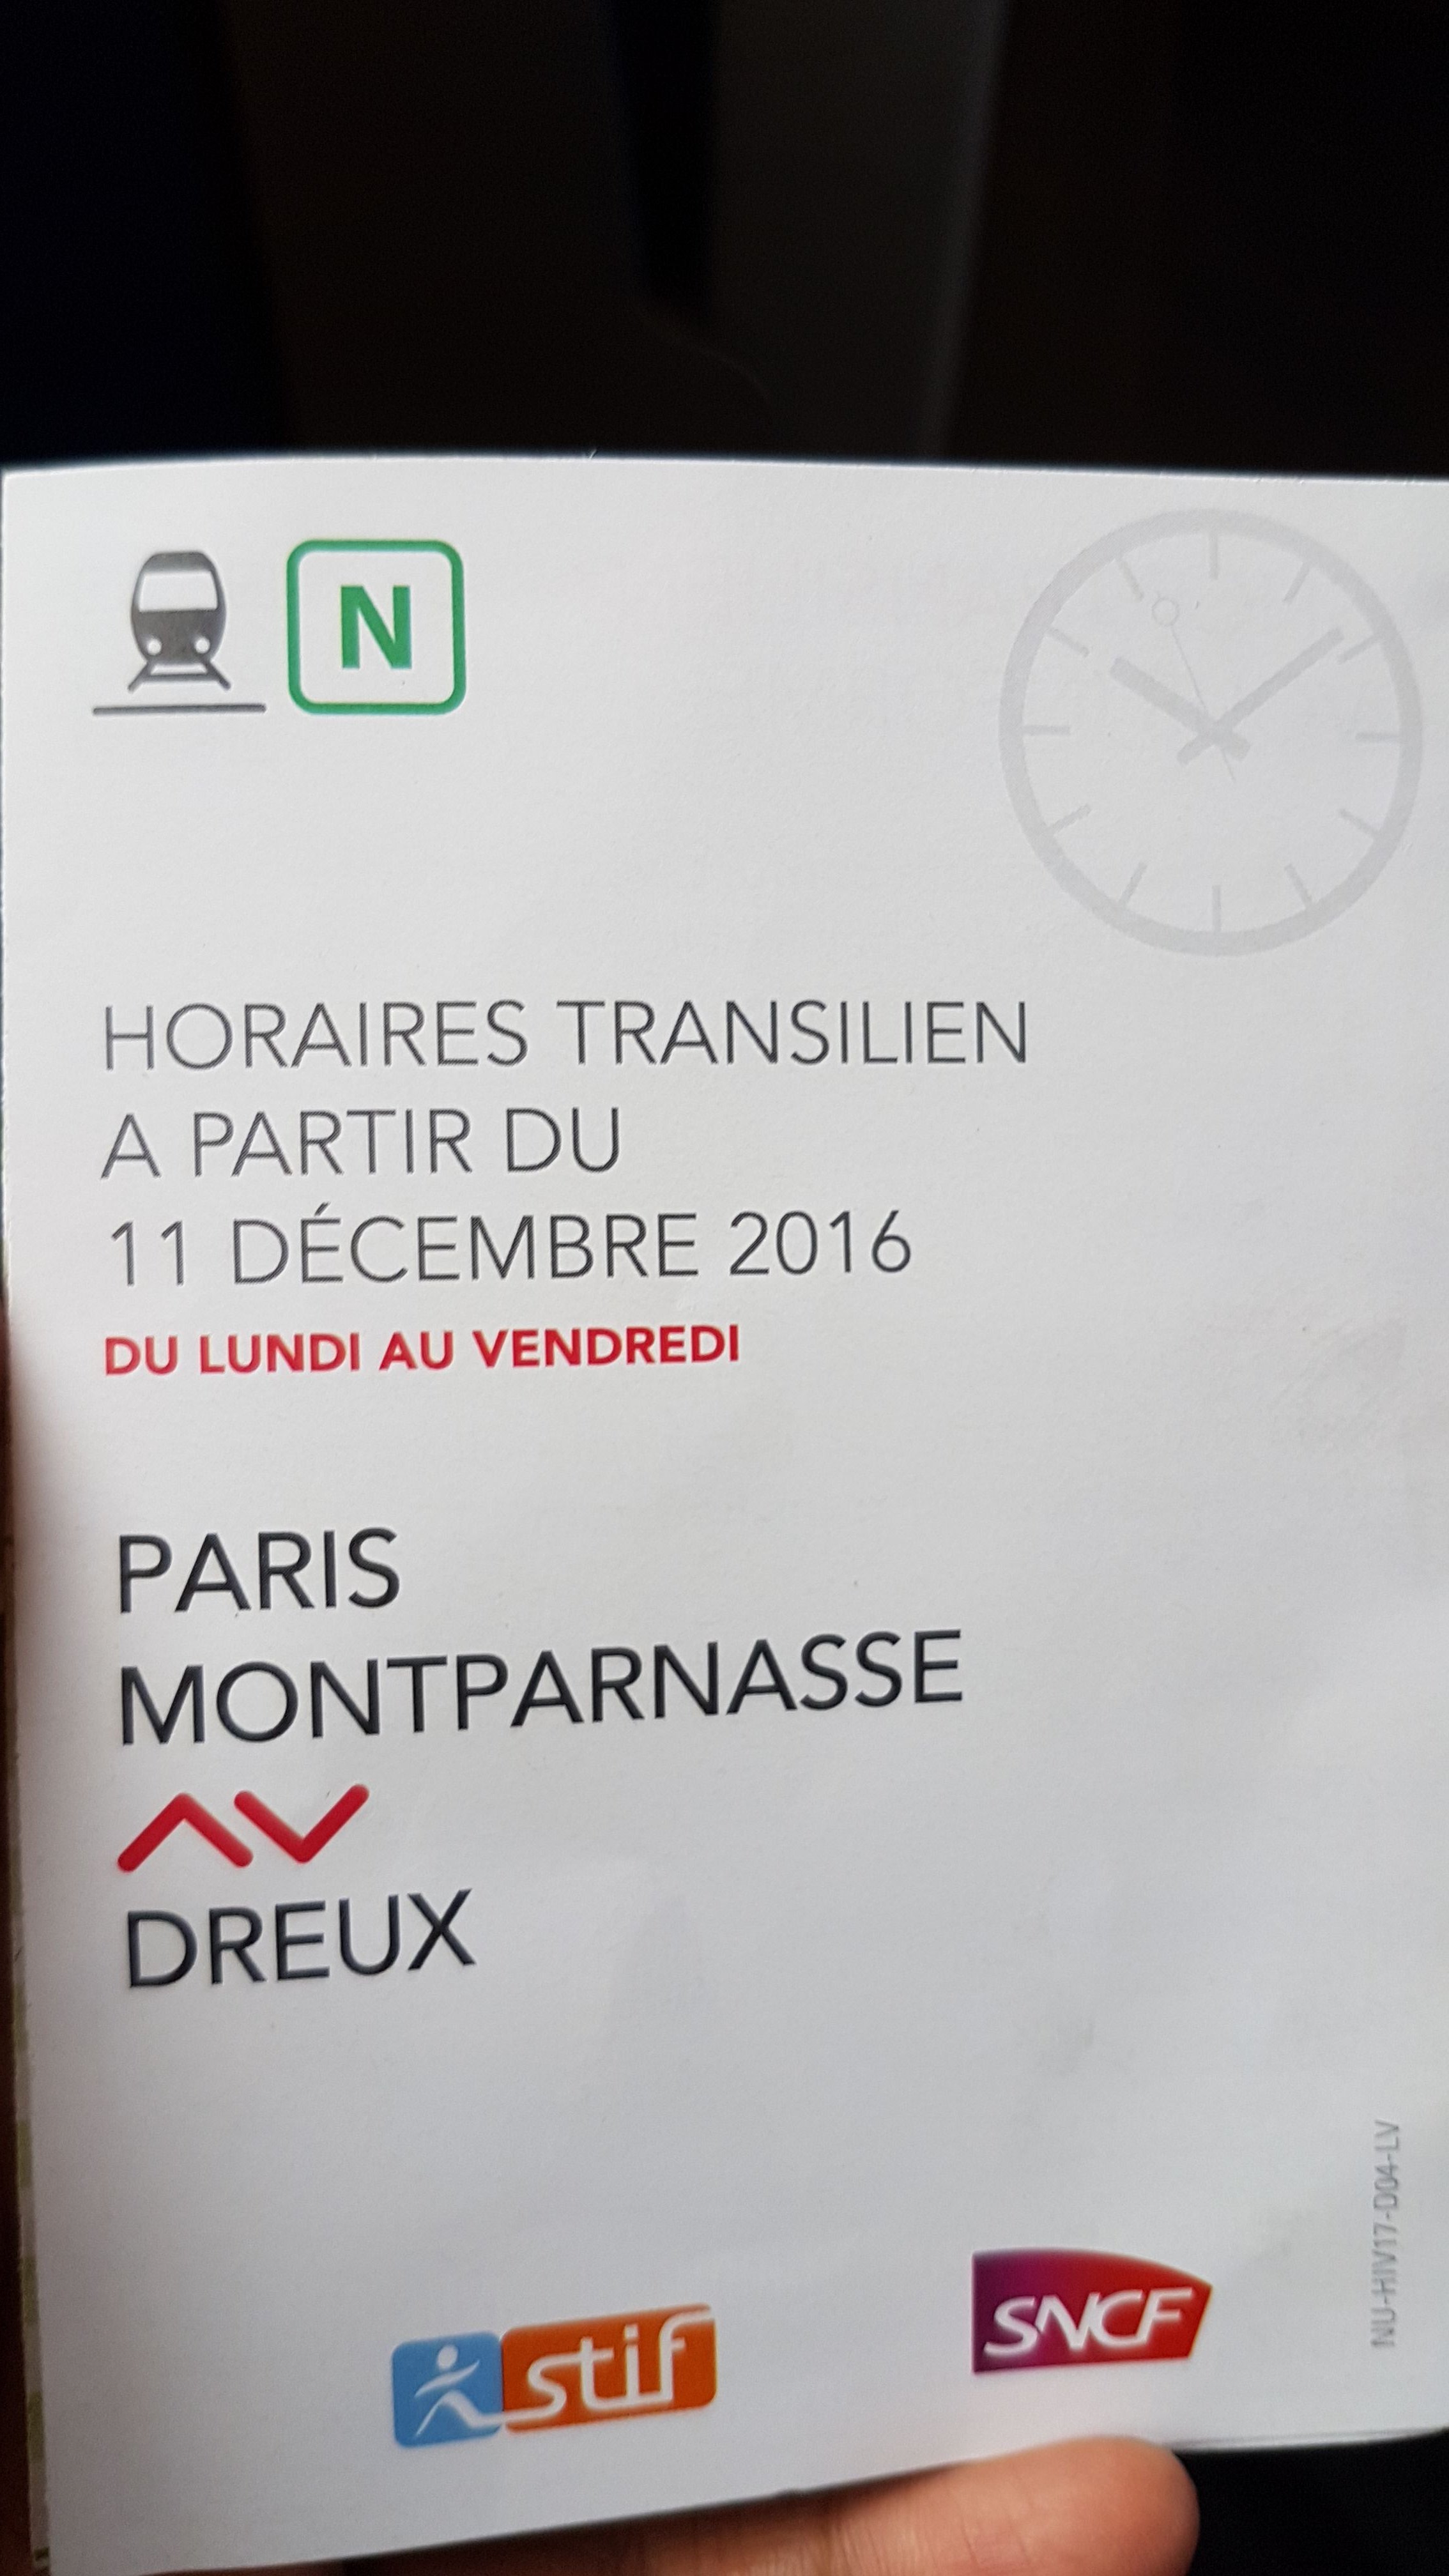 N
HORAIRES TRANSILIEN
A PARTIR DU
11 DÉCEMBRE 2016
DU LUNDI AU VENDREDI
PARIS
MONTPARNASSE
DREUX
stif
SNCF
NU-HIV17-D04-LV